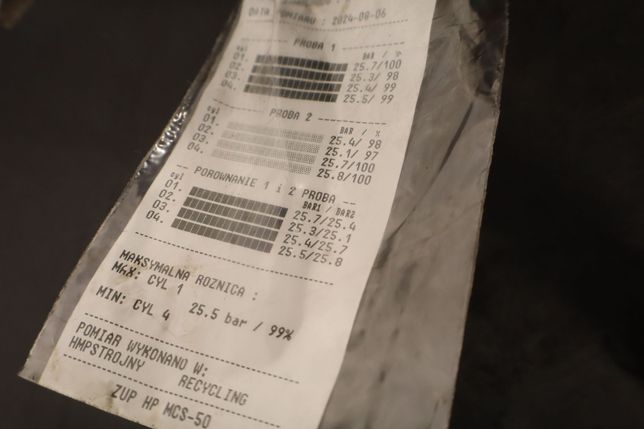 DATA POMIARU : 2024-08-06
PROBA 1
cyl BAR / %
01. 25.7/100
02. 25.3/ 98
03. 25.4/ 99
04. 25.5/ 99
PROBA 2
cyl BAR / %
01. 25.4/ 98
02. 25.1/ 97
03. 25.7/100
04. 25.8/100
-- POROWNANIE 1 i 2 PROBA --
cyl BAR1 / BAR2
01. 25.7/25.4
02. 25.3/25.1
03. 25.4/25.7
04. 25.5/25.8
MAKSYMALNA ROZNICA :
MAX: CYL 1
25.5 bar / 99%
MIN: CYL 4
POMIAR WYKONANO W:
HMPSTROJNY RECYCLING
ZUP HP MCS-50